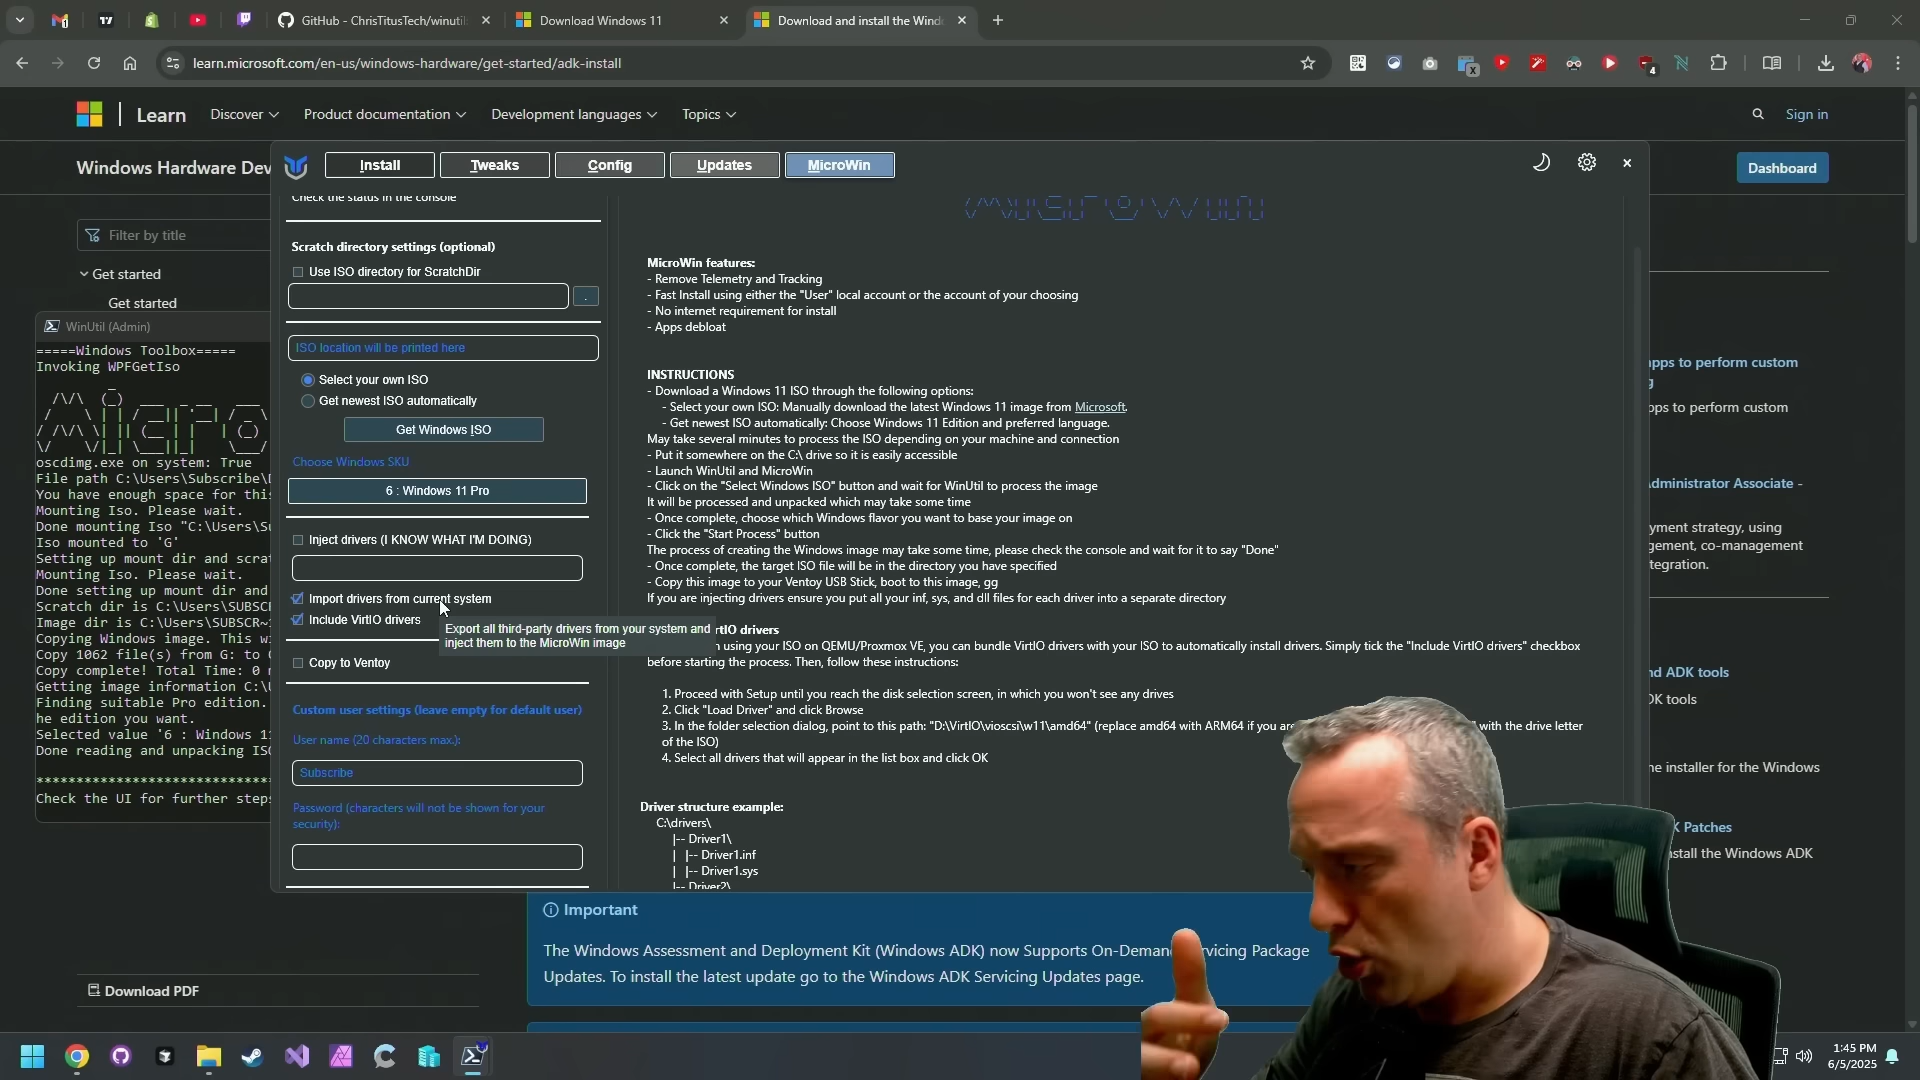 GitHub - ChrisTitusTech/winutil
Download Windows 11
Download and install the Wind
learn.microsoft.com/en-us/windows-hardware/get-started/adk-install
Learn
Discover
Product documentation
Development languages
Topics
Sign in
Windows Hardware Dev
Dashboard
Filter by title
Get started
Get started
Install
Tweaks
Config
Updates
MicroWin
Check the status in the console
Scratch directory settings (optional)
Use ISO directory for ScratchDir
.
ISO location will be printed here
Select your own ISO
Get newest ISO automatically
Get Windows ISO
Choose Windows SKU
6 : Windows 11 Pro
Inject drivers (I KNOW WHAT I'M DOING)
Import drivers from current system
Include VirtIO drivers
Export all third-party drivers from your system and
inject them to the MicroWin image
Copy to Ventoy
Custom user settings (leave empty for default user)
User name (20 characters max.):
Subscribe
Password (characters will not be shown for your
security):
MicroWin features:
- Remove Telemetry and Tracking
- Fast Install using either the "User" local account or the account of your choosing
- No internet requirement for install
- Apps debloat
INSTRUCTIONS
- Download a Windows 11 ISO through the following options:
- Select your own ISO: Manually download the latest Windows 11 image from Microsoft.
- Get newest ISO automatically: Choose Windows 11 Edition and preferred language.
May take several minutes to process the ISO depending on your machine and connection
- Put it somewhere on the C:\ drive so it is easily accessible
- Launch WinUtil and MicroWin
- Click on the "Select Windows ISO" button and wait for WinUtil to process the image
It will be processed and unpacked which may take some time
- Once complete, choose which Windows flavor you want to base your image on
- Click the "Start Process" button
The process of creating the Windows image may take some time, please check the console and wait for it to say "Done"
- Once complete, the target ISO file will be in the directory you have specified
- Copy this image to your Ventoy USB Stick, boot to this image, gg
If you are injecting drivers ensure you put all your inf, sys, and dll files for each driver into a separate directory
rtIO drivers
using your ISO on QEMU/Proxmox VE, you can bundle VirtIO drivers with your ISO to automatically install drivers. Simply tick the "Include VirtIO drivers" checkbox
before starting the process. Then, follow these instructions:
1. Proceed with Setup until you reach the disk selection screen, in which you won't see any drives
2. Click "Load Driver" and click Browse
3. In the folder selection dialog, point to this path: "D:\VirtIO\vioscsi\w11\amd64" (replace amd64 with ARM64 if you are with the drive letter
of the ISO)
4. Select all drivers that will appear in the list box and click OK
Driver structure example:
C:\drivers\
|-- Driver1\
| |-- Driver1.inf
| |-- Driver1.sys
|-- Driver2\
WinUtil (Admin)
=====Windows Toolbox=====
Invoking WPFGetIso
oscdimg.exe on system: True
File path C:\Users\Subscribe\D
You have enough space for this
Mounting Iso. Please wait.
Done mounting Iso "C:\Users\Su
Iso mounted to 'G'
Setting up mount dir and scrat
Mounting Iso. Please wait.
Done setting up mount dir and
Scratch dir is C:\Users\SUBSCR
Image dir is C:\Users\SUBSCR~1
Copying Windows image. This wi
Copy 1062 file(s) from G: to C
Copy complete! Total Time: 0 m
Getting image information C:\U
Finding suitable Pro edition.
he edition you want.
Selected value '6 : Windows 11
Done reading and unpacking ISO
*****************************
Check the UI for further steps
apps to perform custom
apps to perform custom
Administrator Associate -
yment strategy, using
gement, co-management
tegration.
nd ADK tools
DK tools
he installer for the Windows
K Patches
nstall the Windows ADK
Important
The Windows Assessment and Deployment Kit (Windows ADK) now Supports On-Demand Servicing Package
Updates. To install the latest update go to the Windows ADK Servicing Updates page.
Download PDF
1:45 PM
6/5/2025